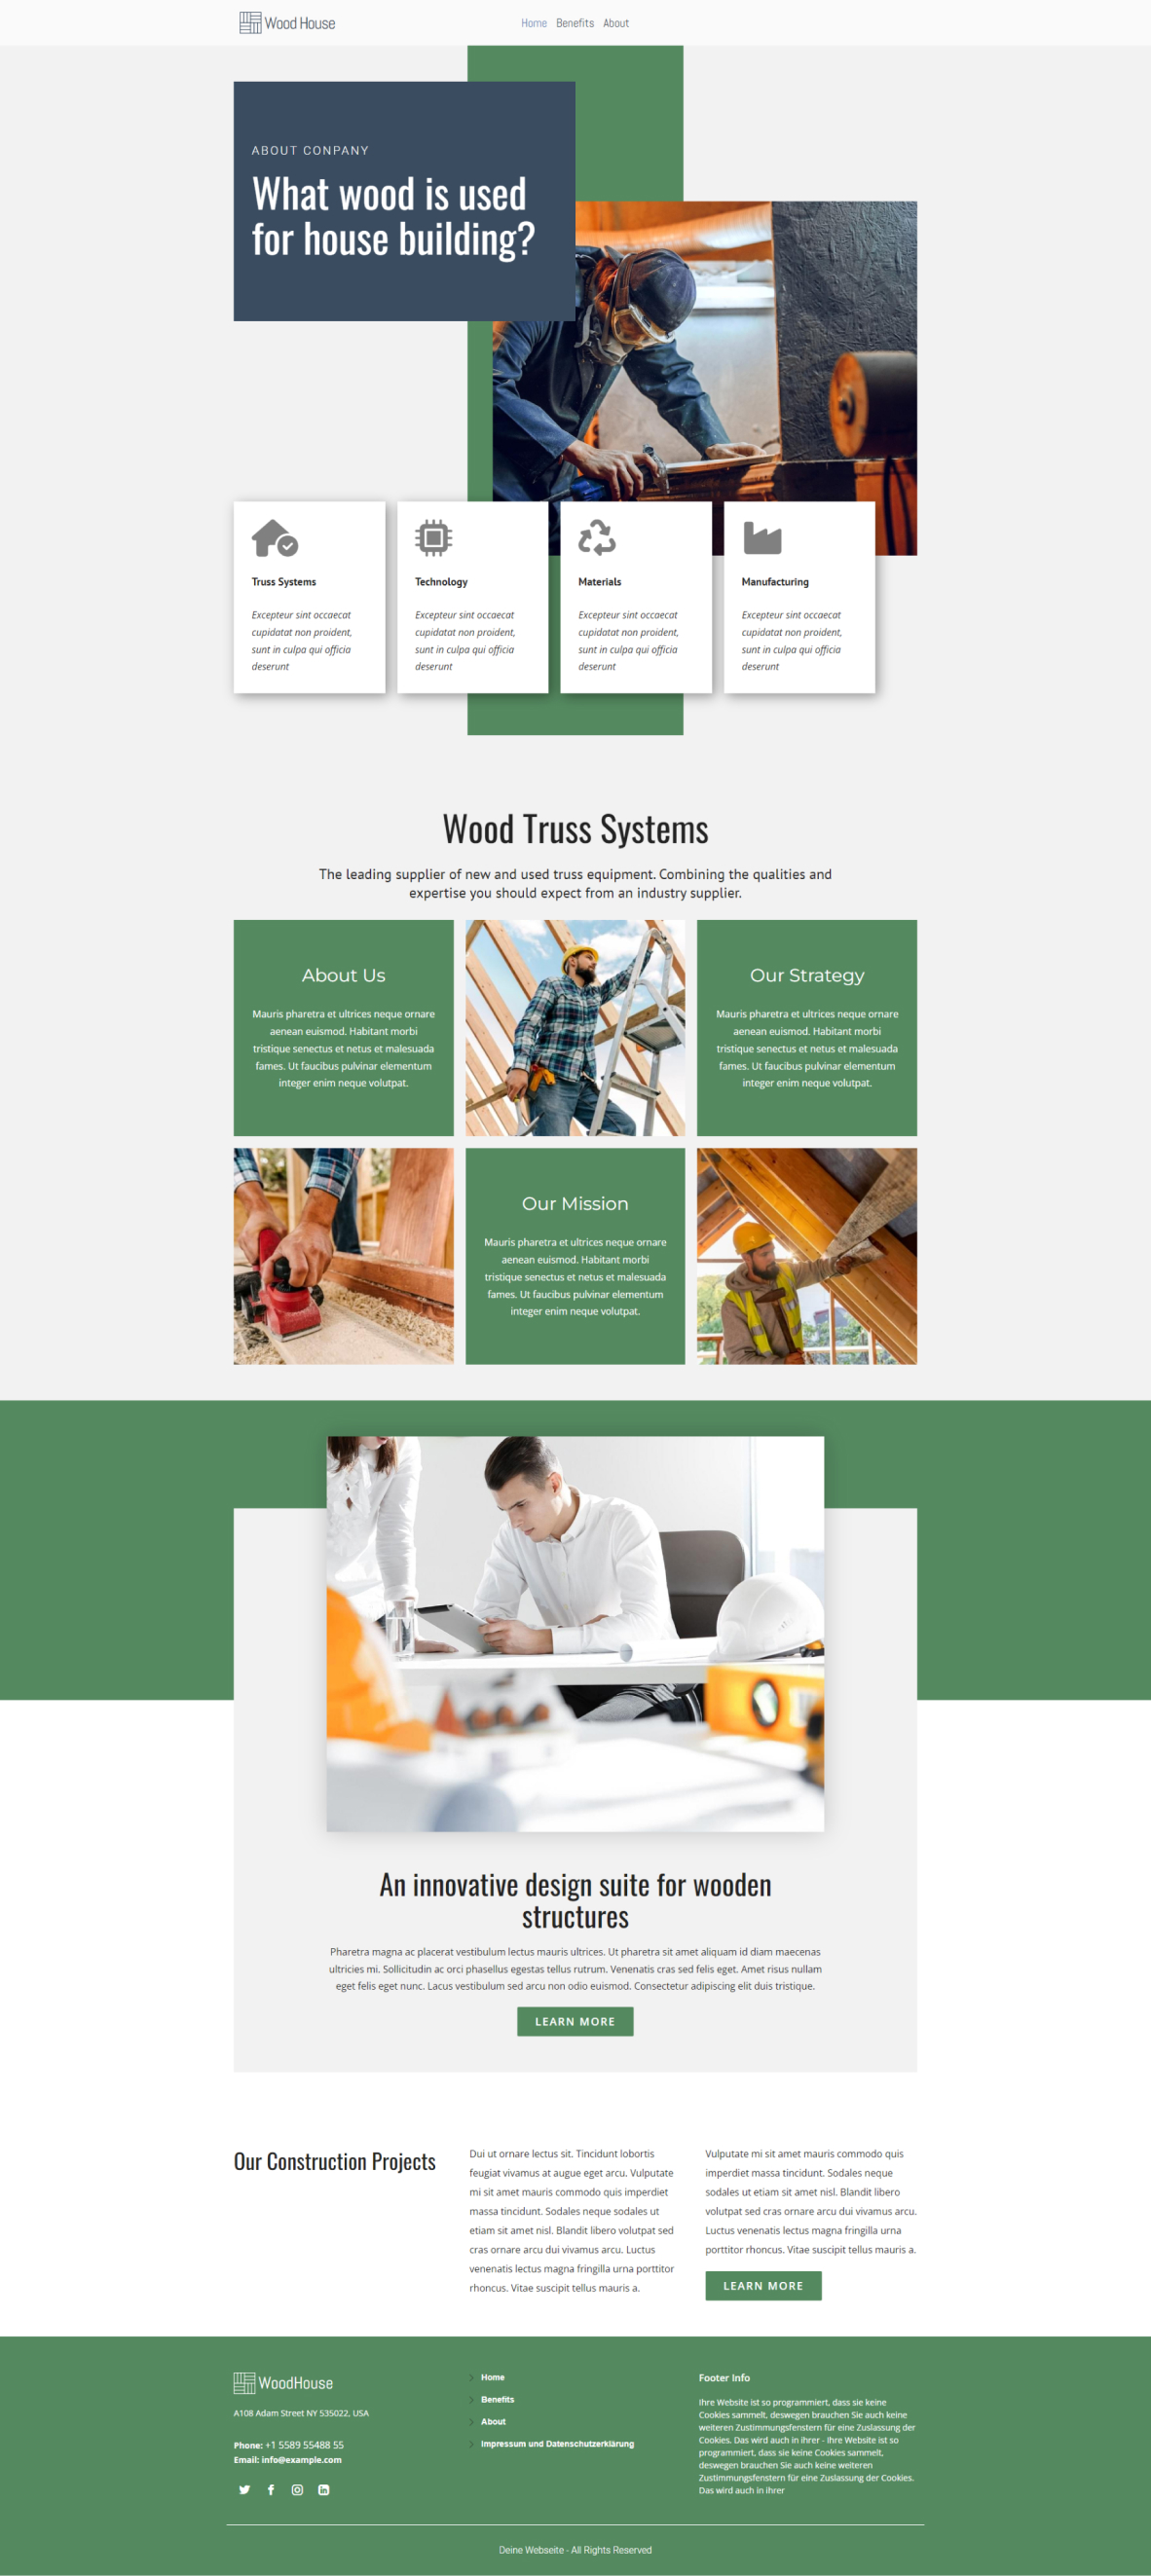 Wood House
Home Benefits About
ABOUT CONPANY
What wood is used
for house building?
Truss Systems
Excepteur sint occaecat
cupidatat non proident,
sunt in culpa qui officia
deserunt
Technology
Excepteur sint occaecat
cupidatat non proident,
sunt in culpa qui officia
deserunt
Materials
Excepteur sint occaecat
cupidatat non proident,
sunt in culpa qui officia
deserunt
Manufacturing
Excepteur sint occaecat
cupidatat non proident,
sunt in culpa qui officia
deserunt
Wood Truss Systems
The leading supplier of new and used truss equipment. Combining the qualities and
expertise you should expect from an industry supplier.
About Us
Mauris pharetra et ultrices neque ornare
aenean euismod. Habitant morbi
tristique senectus et netus et malesuada
fames. Ut faucibus pulvinar elementum
integer enim neque volutpat.
Our Strategy
Mauris pharetra et ultrices neque ornare
aenean euismod. Habitant morbi
tristique senectus et netus et malesuada
fames. Ut faucibus pulvinar elementum
integer enim neque volutpat.
Our Mission
Mauris pharetra et ultrices neque ornare
aenean euismod. Habitant morbi
tristique senectus et netus et malesuada
fames. Ut faucibus pulvinar elementum
integer enim neque volutpat.
An innovative design suite for wooden
structures
Pharetra magna ac placerat vestibulum lectus mauris ultrices. Ut pharetra sit amet aliquam id diam maecenas
ultricies mi. Sollicitudin ac orci phasellus egestas tellus rutrum. Venenatis cras sed felis eget. Amet risus nullam
eget felis eget nunc. Lacus vestibulum sed arcu non odio euismod. Consectetur adipiscing elit duis tristique.
LEARN MORE
Our Construction Projects
Dui ut ornare lectus sit. Tincidunt lobortis
feugiat vivamus at augue eget arcu. Vulputate
mi sit amet mauris commodo quis imperdiet
massa tincidunt. Sodales neque sodales ut
etiam sit amet nisl. Blandit libero volutpat sed
cras ornare arcu dui vivamus arcu. Luctus
venenatis lectus magna fringilla urna porttitor
rhoncus. Vitae suscipit tellus mauris a.
Vulputate mi sit amet mauris commodo quis
imperdiet massa tincidunt. Sodales neque
sodales ut etiam sit amet nisl. Blandit libero
volutpat sed cras ornare arcu dui vivamus arcu.
Luctus venenatis lectus magna fringilla urna
porttitor rhoncus. Vitae suscipit tellus mauris a.
LEARN MORE
WoodHouse
A108 Adam Street NY 535022, USA
Phone: +1 5589 55488 55
Email: info@example.com
Home
Benefits
About
Impressum und Datenschutzerklärung
Footer Info
Ihre Website ist so programmiert, dass sie keine
Cookies sammelt, deswegen brauchen Sie auch keine
weiteren Zustimmungsfenstern für eine Zuslassung der
Cookies. Das wird auch in ihrer - Ihre Website ist so
programmiert, dass sie keine Cookies sammelt,
deswegen brauchen Sie auch keine weiteren
Zustimmungsfenstern für eine Zuslassung der Cookies.
Das wird auch in ihrer
Deine Webseite - All Rights Reserved